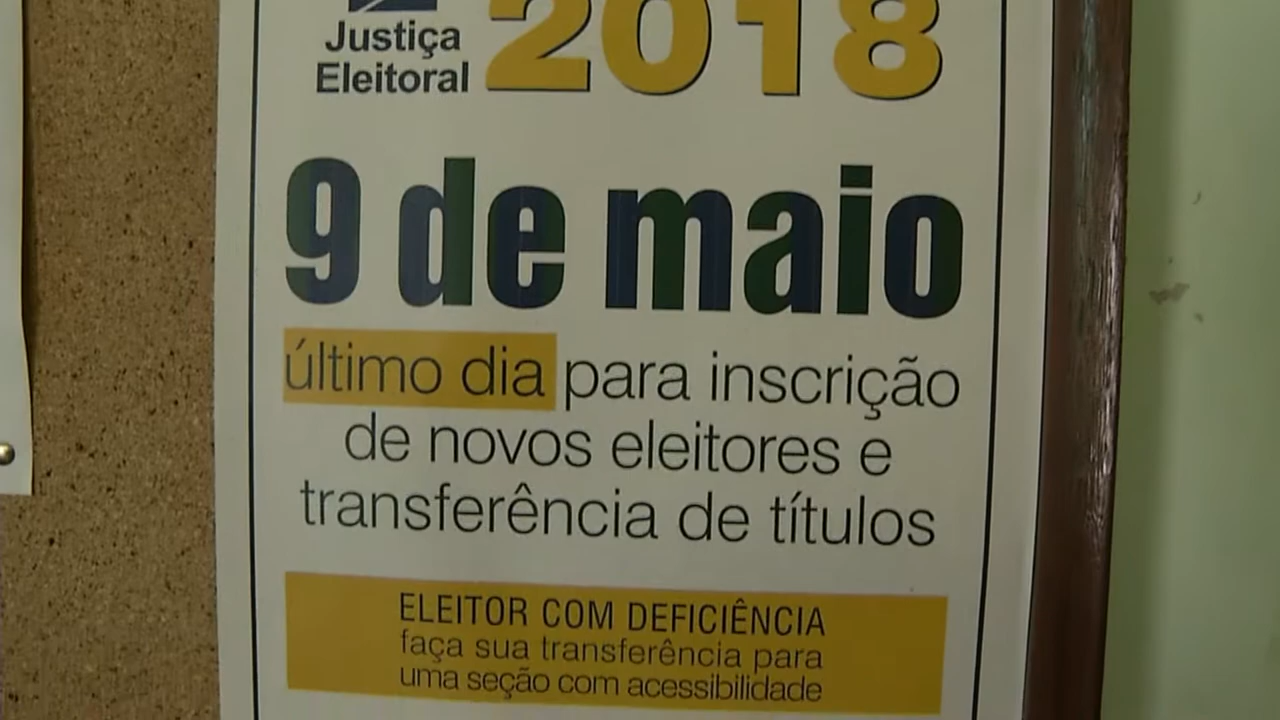 Justiça
Eleitoral
2018
9 de maio
último dia para inscrição
de novos eleitores e
transferência de títulos
ELEITOR COM DEFICIÊNCIA
faça sua transferência para
uma seção com acessibilidade